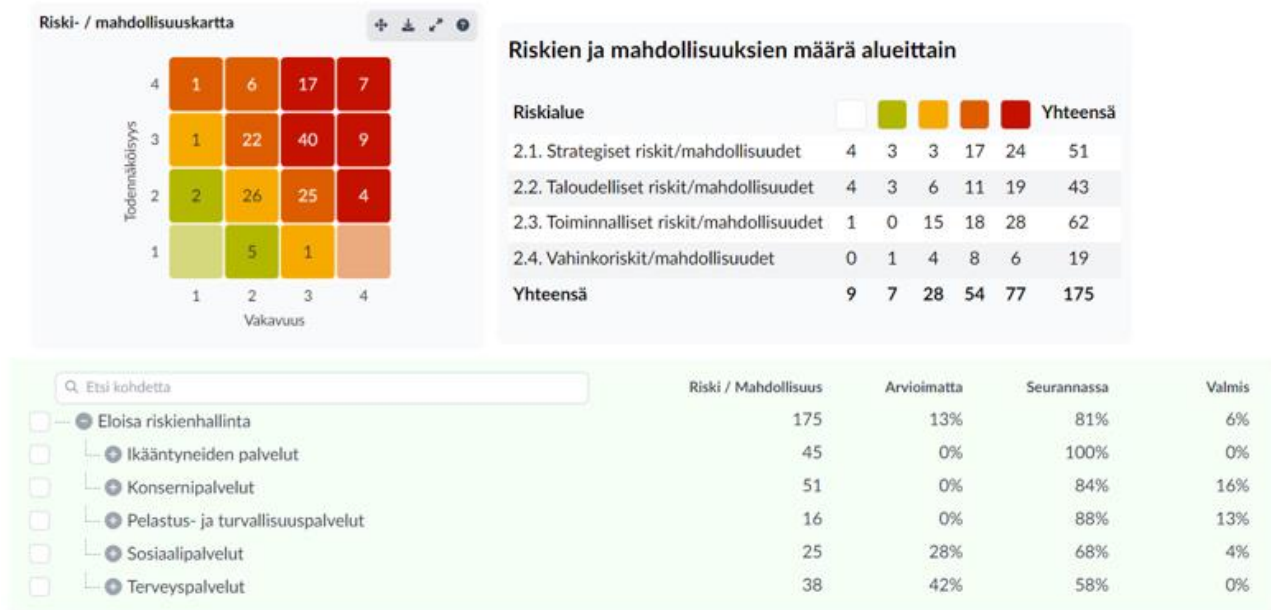 Riski- / mahdollisuuskartta
Todennäköisyys
4 1 6 17 7
3 1 22 40 9
2 2 26 25 4
1 5 1
1 2 3 4
Vakavuus
Riskien ja mahdollisuuksien määrä alueittain
Riskialue Yhteensä
2.1. Strategiset riskit/mahdollisuudet 4 3 3 17 24 51
2.2. Taloudelliset riskit/mahdollisuudet 4 3 6 11 19 43
2.3. Toiminnalliset riskit/mahdollisuudet 1 0 15 18 28 62
2.4. Vahinkoriskit/mahdollisuudet 0 1 4 8 6 19
Yhteensä 9 7 28 54 77 175
Etsi kohdetta Riski / Mahdollisuus Arvioimatta Seurannassa Valmis
Eloisa riskienhallinta 175 13% 81% 6%
Ikääntyneiden palvelut 45 0% 100% 0%
Konsernipalvelut 51 0% 84% 16%
Pelastus- ja turvallisuuspalvelut 16 0% 88% 13%
Sosiaalipalvelut 25 28% 68% 4%
Terveyspalvelut 38 42% 58% 0%